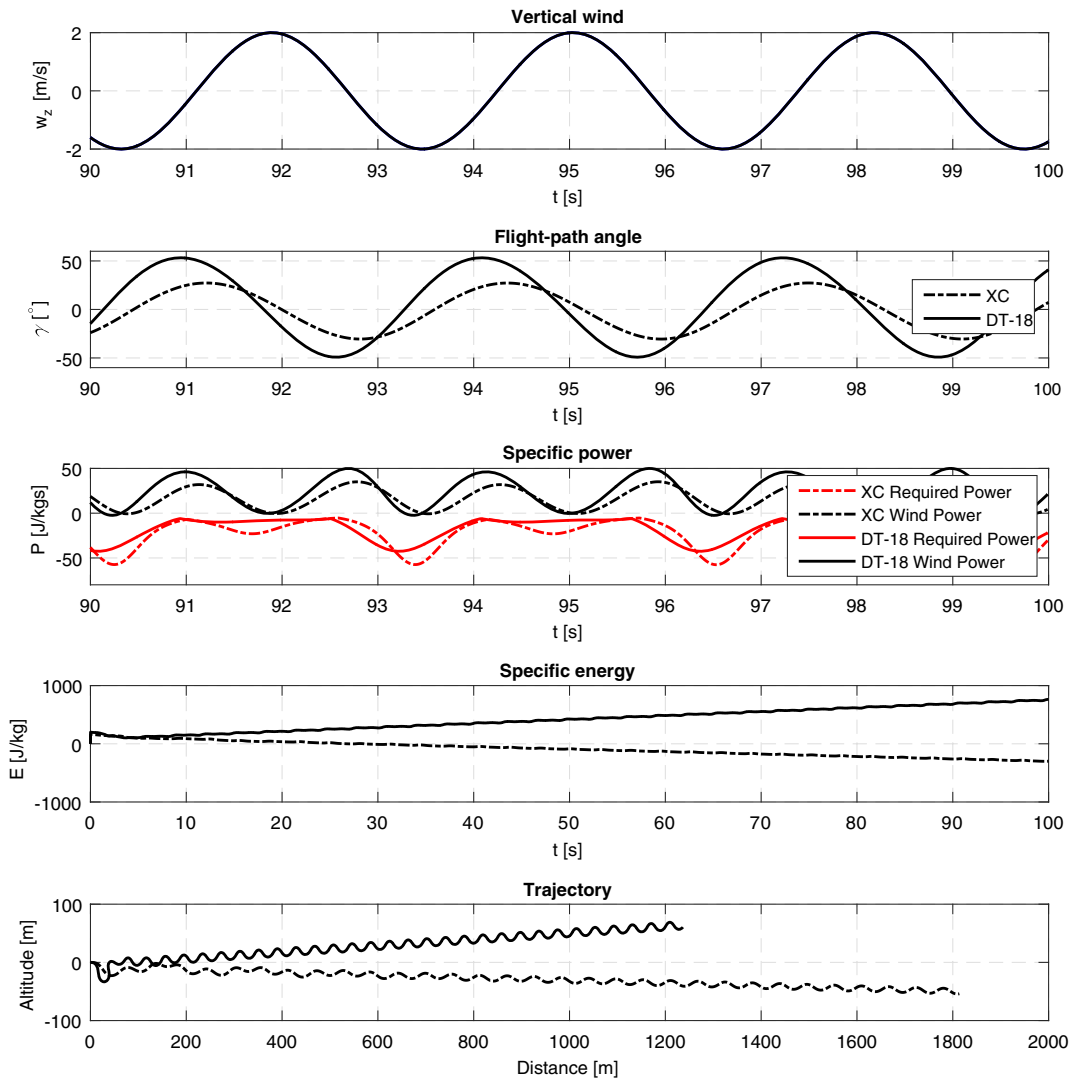 Vertical wind
w_z [m/s]
2
0
-2
90 91 92 93 94 95 96 97 98 99 100
t [s]
Flight-path angle
γ [°]
50
0
-50
XC
DT-18
90 91 92 93 94 95 96 97 98 99 100
t [s]
Specific power
P [J/kgs]
50
0
-50
XC Required Power
XC Wind Power
DT-18 Required Power
DT-18 Wind Power
90 91 92 93 94 95 96 97 98 99 100
t [s]
Specific energy
E [J/kg]
1000
0
-1000
0 10 20 30 40 50 60 70 80 90 100
t [s]
Trajectory
Altitude [m]
100
0
-100
0 200 400 600 800 1000 1200 1400 1600 1800 2000
Distance [m]